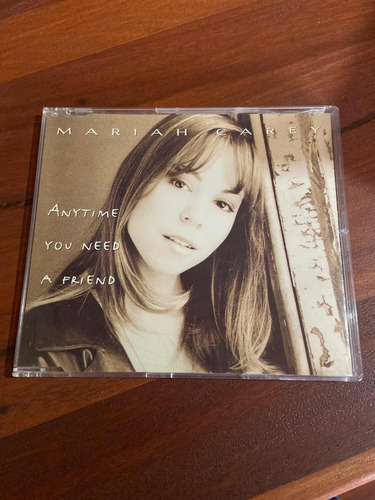 MARIAH CAREY
ANYTIME
YOU NEED
A FRIEND